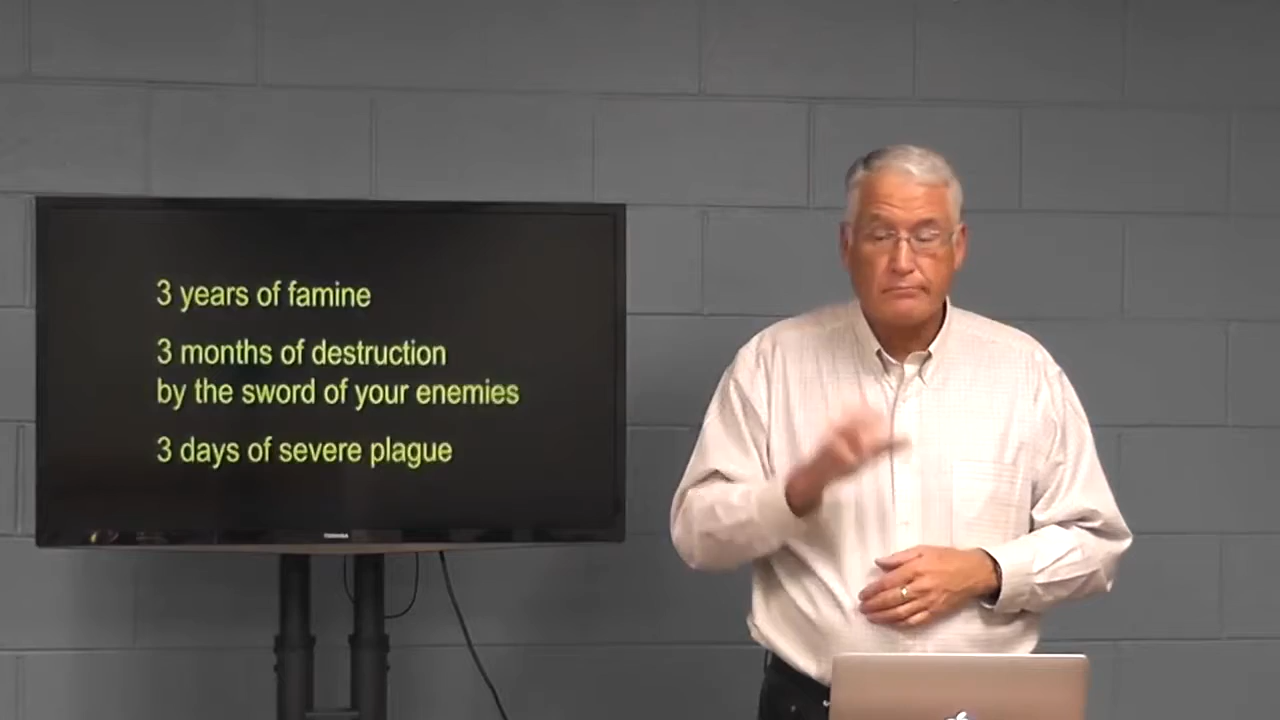 3 years of famine
3 months of destruction
by the sword of your enemies
3 days of severe plague
TOSHIBA